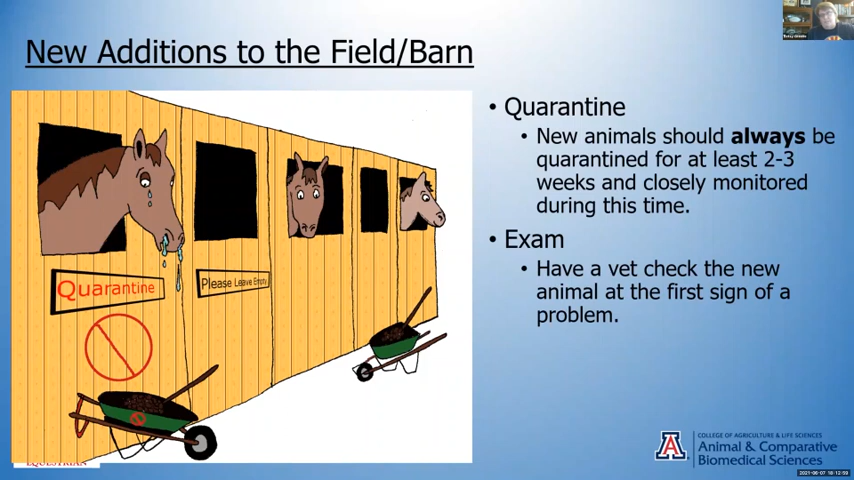 New Additions to the Field/Barn
Quarantine
Please Leave Empty
• Quarantine
• New animals should always be
quarantined for at least 2-3
weeks and closely monitored
during this time.
• Exam
• Have a vet check the new
animal at the first sign of a
problem.
EQUESTRIAN
A
COLLEGE OF AGRICULTURE & LIFE SCIENCES
Animal & Comparative
Biomedical Sciences
2021-06-07 18:12:59